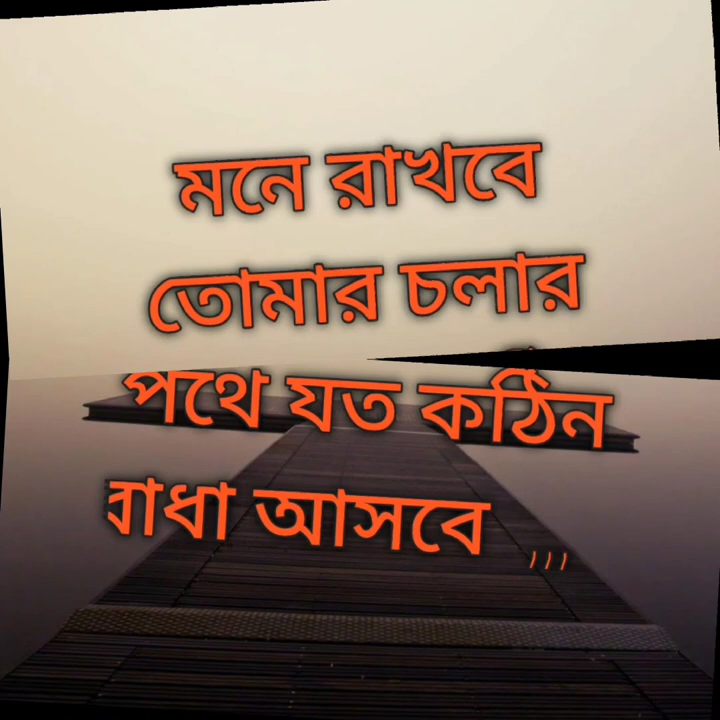 মনে রাখবে
তোমার চলার
পথে যত কঠিন
বাধা আসবে ,,,